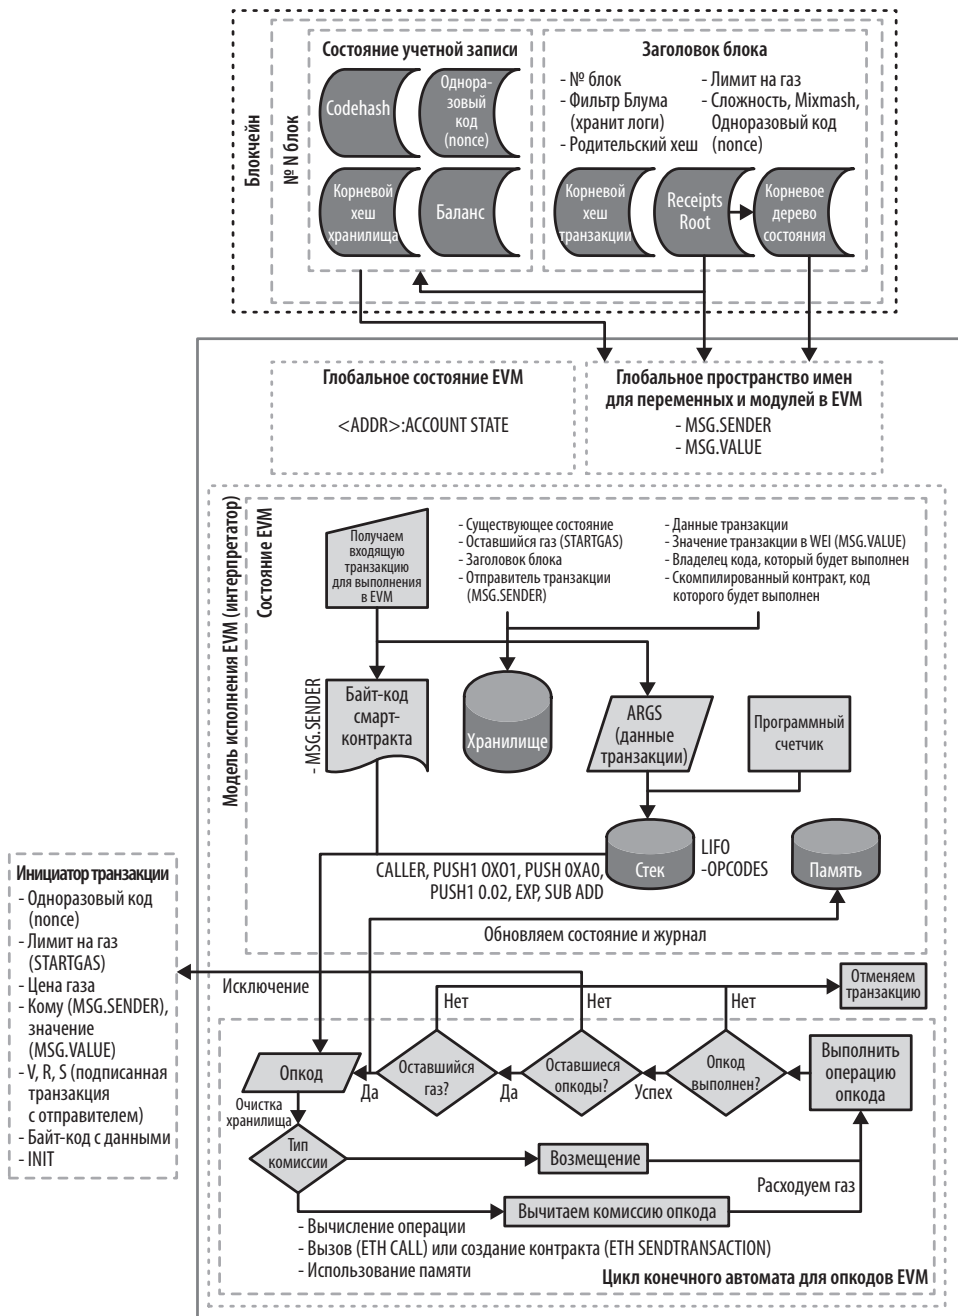 Блокчейн
№ N блок
Состояние учетной записи
Codehash
Однора-
зовый
код
(nonce)
Корневой
хеш
хранилища
Баланс
Заголовок блока
- № блок
- Фильтр Блума
(хранит логи)
- Родительский хеш
- Лимит на газ
- Сложность, Mixmash,
Одноразовый код
(nonce)
Корневой
хеш
транзакции
Receipts
Root
Корневое
дерево
состояния
Глобальное состояние EVM
<ADDR>:ACCOUNT STATE
Глобальное пространство имен
для переменных и модулей в EVM
- MSG.SENDER
- MSG.VALUE
Модель исполнения EVM (интерпретатор)
Состояние EVM
Получаем
входящую
транзакцию
для выполнения
в EVM
- Существующее состояние
- Оставшийся газ (STARTGAS)
- Заголовок блока
- Отправитель транзакции
(MSG.SENDER)
- Данные транзакции
- Значение транзакции в WEI (MSG.VALUE)
- Владелец кода, который будет выполнен
- Скомпилированный контракт, код
которого будет выполнен
- MSG.SENDER
Байт-код
смарт-
контракта
Хранилище
ARGS
(данные
транзакции)
Программный
счетчик
CALLER, PUSH1 0X01, PUSH 0XA0,
PUSH1 0.02, EXP, SUB ADD
Стек
LIFO
-OPCODES
Память
Обновляем состояние и журнал
Инициатор транзакции
- Одноразовый код
(nonce)
- Лимит на газ
(STARTGAS)
- Цена газа
- Кому (MSG.SENDER),
значение
(MSG.VALUE)
- V, R, S (подписанная
транзакция
с отправителем)
- Байт-код с данными
- INIT
Исключение
Нет
Нет
Нет
Отменяем
транзакцию
Опкод
Да
Оставшийся
газ?
Да
Оставшиеся
опкоды?
Успех
Опкод
выполнен?
Выполнить
операцию
опкода
Очистка
хранилища
Тип
комиссии
Возмещение
Расходуем газ
Вычитаем комиссию опкода
- Вычисление операции
- Вызов (ETH CALL) или создание контракта (ETH SENDTRANSACTION)
- Использование памяти
Цикл конечного автомата для опкодов EVM